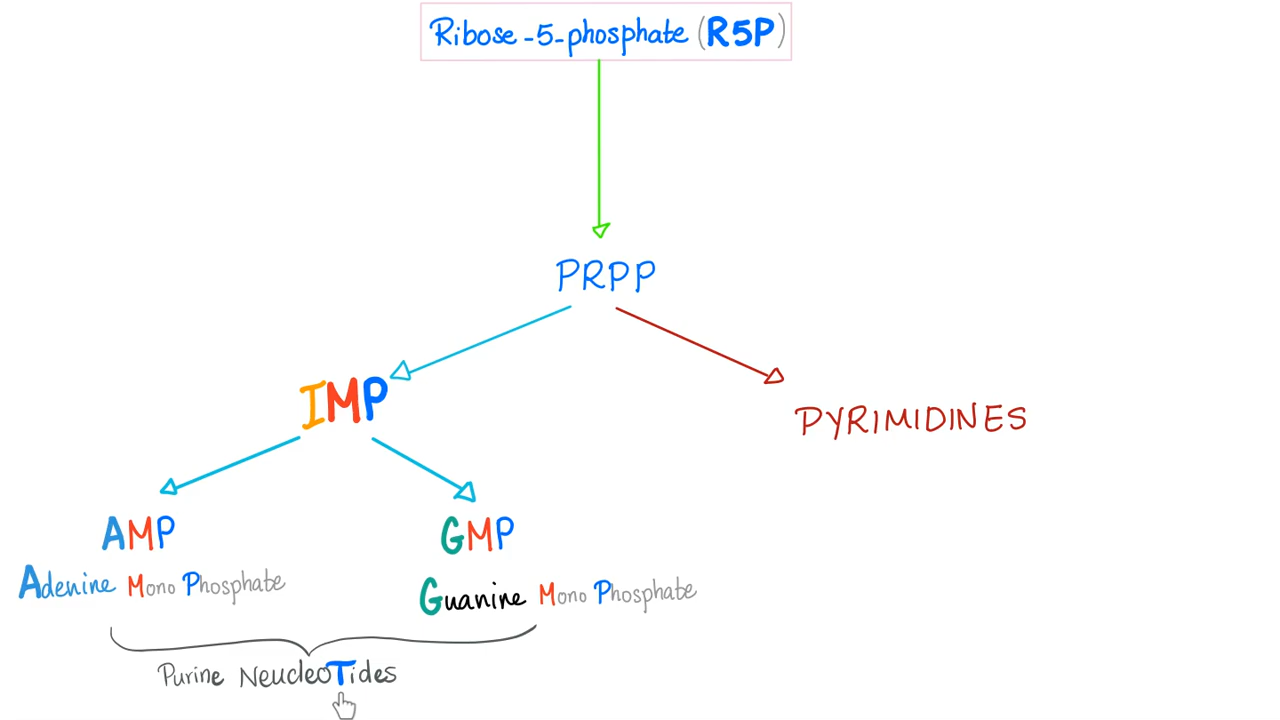 Ribose-5-phosphate (R5P)
PRPP
IMP
PYRIMIDINES
AMP
GMP
Adenine Mono Phosphate
Guanine Mono Phosphate
Purine NeucleoTides